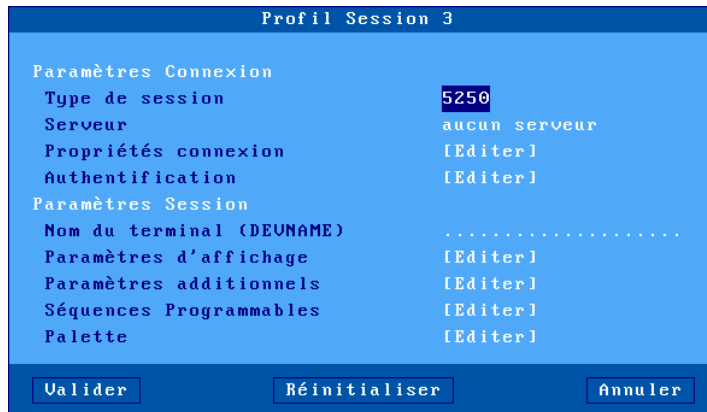 Profil Session 3
Paramètres Connexion
Type de session 5250
Serveur aucun serveur
Propriétés connexion [Editer]
Authentification [Editer]
Paramètres Session
Nom du terminal (DEVNAME) ....................
Paramètres d'affichage [Editer]
Paramètres additionnels [Editer]
Séquences Programmables [Editer]
Palette [Editer]
Valider Réinitialiser Annuler